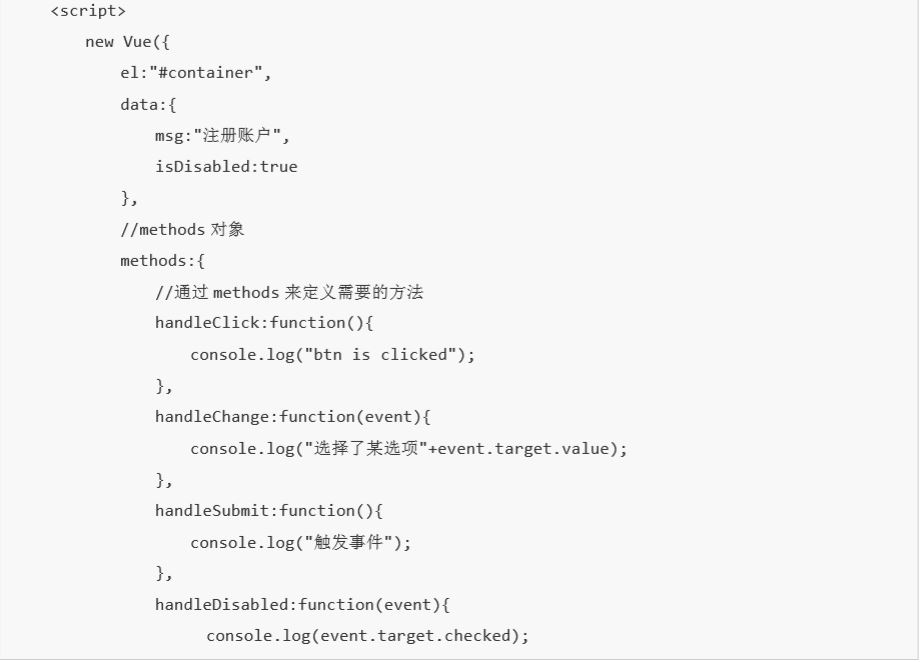 <script>
new Vue({
el:"#container",
data:{
msg:"注册账户",
isDisabled:true
},
//methods 对象
methods:{
//通过 methods 来定义需要的方法
handleClick:function(){
console.log("btn is clicked");
},
handleChange:function(event){
console.log("选择了某选项"+event.target.value);
},
handleSubmit:function(){
console.log("触发事件");
},
handleDisabled:function(event){
console.log(event.target.checked);